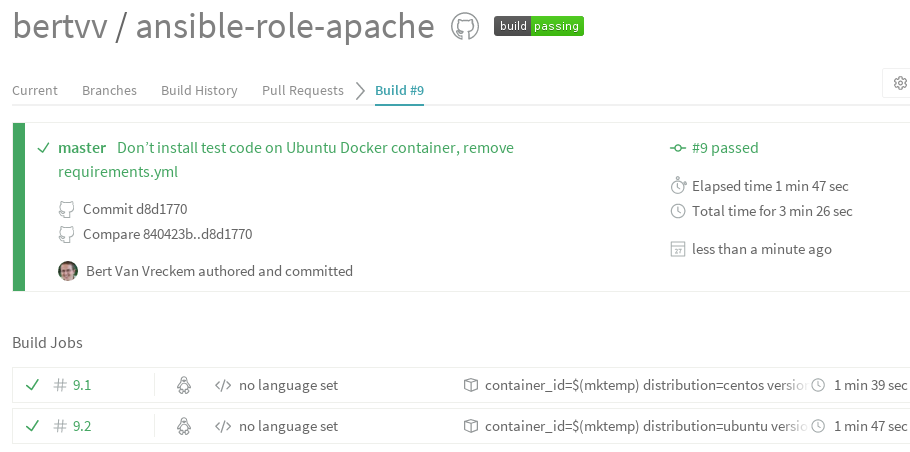 bertvv / ansible-role-apache build passing
Current Branches Build History Pull Requests Build #9
master Don't install test code on Ubuntu Docker container, remove
requirements.yml
Commit d8d1770
Compare 840423b..d8d1770
Bert Van Vreckem authored and committed
#9 passed
Elapsed time 1 min 47 sec
Total time for 3 min 26 sec
27 less than a minute ago
Build Jobs
# 9.1 </> no language set container_id=$(mktemp) distribution=centos version 1 min 39 sec
# 9.2 </> no language set container_id=$(mktemp) distribution=ubuntu versio 1 min 47 sec